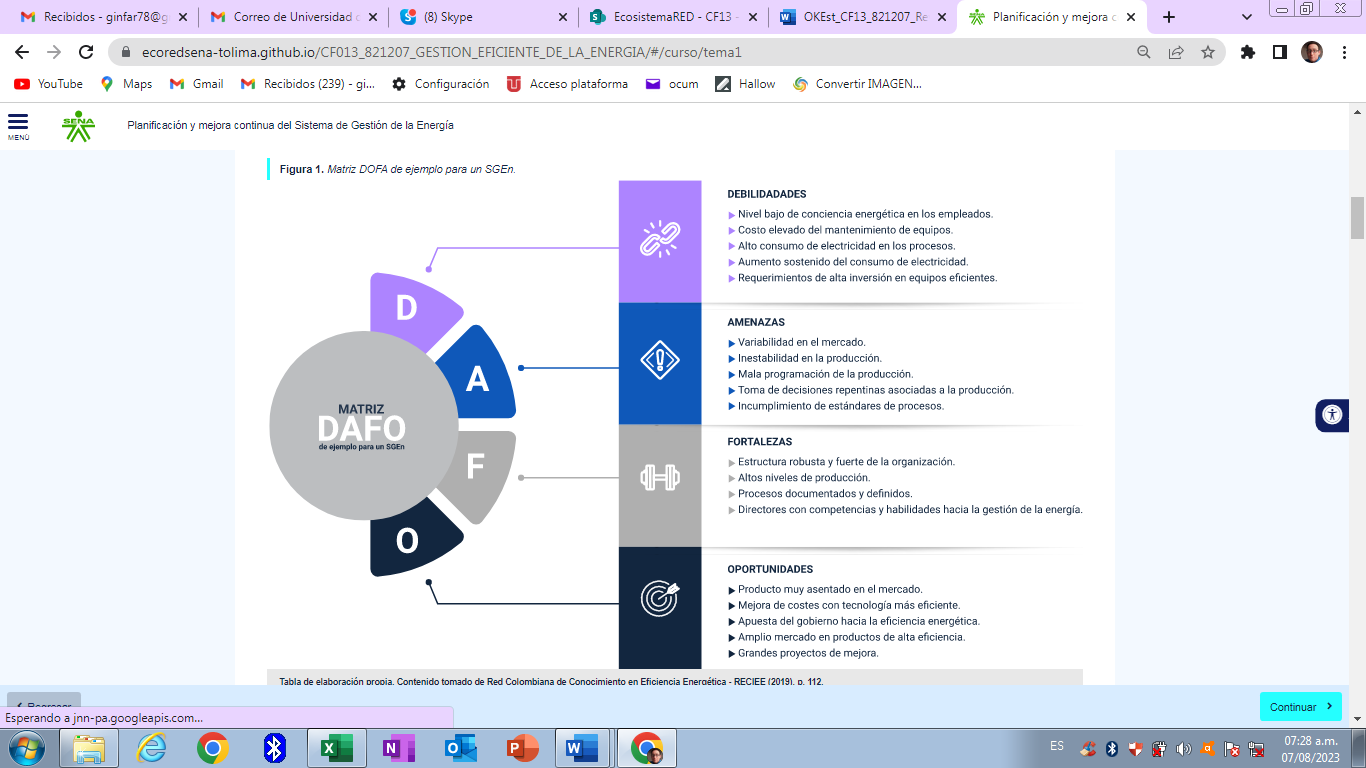 Recibidos - ginfar78@g
Correo de Universidad d
(8) Skype
EcosistemaRED - CF13 -
OKEst_CF13_821207_Re
Planificación y mejora c
ecoredsena-tolima.github.io/CF013_821207_GESTION_EFICIENTE_DE_LA_ENERGIA/#/curso/tema1
YouTube
Maps
Gmail
Recibidos (239) - gi...
Configuración
Acceso plataforma
ocum
Hallow
Convertir IMAGEN...
MENÚ
SENA
Planificación y mejora continua del Sistema de Gestión de la Energía
Figura 1. Matriz DOFA de ejemplo para un SGEn.
D
A
F
O
MATRIZ
DAFO
de ejemplo para un SGEn
DEBILIDADADES
Nivel bajo de conciencia energética en los empleados.
Costo elevado del mantenimiento de equipos.
Alto consumo de electricidad en los procesos.
Aumento sostenido del consumo de electricidad.
Requerimientos de alta inversión en equipos eficientes.
AMENAZAS
Variabilidad en el mercado.
Inestabilidad en la producción.
Mala programación de la producción.
Toma de decisiones repentinas asociadas a la producción.
Incumplimiento de estándares de procesos.
FORTALEZAS
Estructura robusta y fuerte de la organización.
Altos niveles de producción.
Procesos documentados y definidos.
Directores con competencias y habilidades hacia la gestión de la energía.
OPORTUNIDADES
Producto muy asentado en el mercado.
Mejora de costes con tecnología más eficiente.
Apuesta del gobierno hacia la eficiencia energética.
Amplio mercado en productos de alta eficiencia.
Grandes proyectos de mejora.
Tabla de elaboración propia. Contenido tomado de Red Colombiana de Conocimiento en Eficiencia Energética - RECIEE (2019). p. 112.
Regresar
Continuar
Esperando a jnn-pa.googleapis.com...
ES
07:28 a.m.
07/08/2023